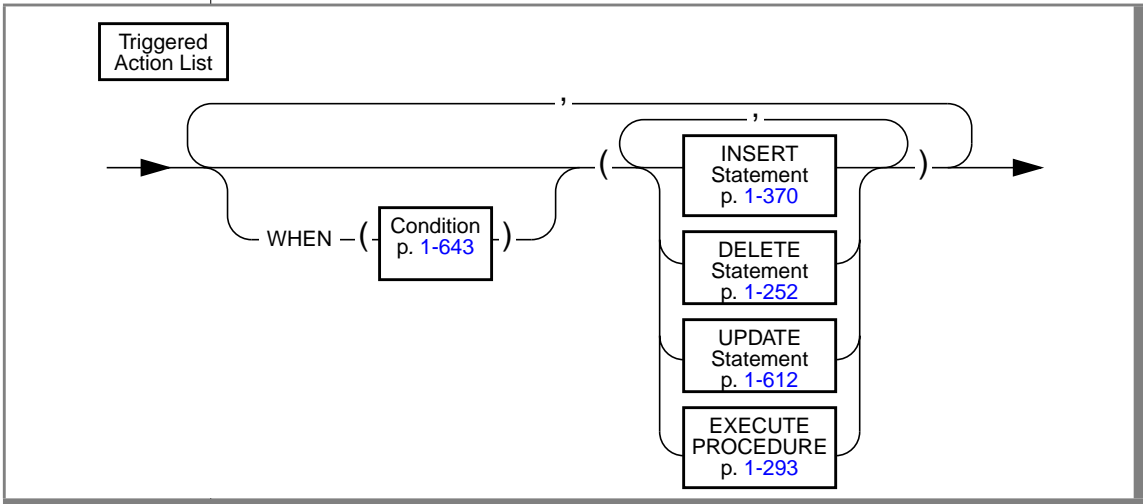 Triggered
Action List
,
,
(
INSERT
Statement
p. 1-370
)
WHEN
(
Condition
p. 1-643
)
DELETE
Statement
p. 1-252
UPDATE
Statement
p. 1-612
EXECUTE
PROCEDURE
p. 1-293